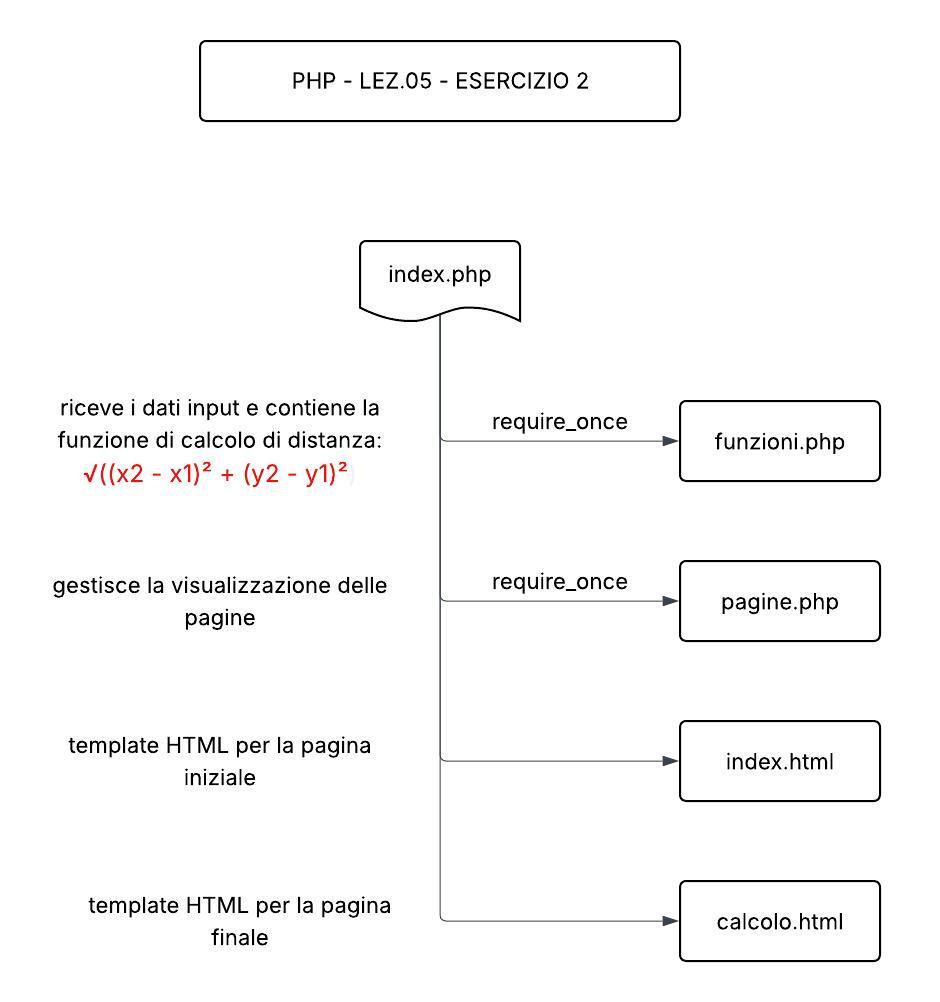 PHP - LEZ.05 - ESERCIZIO 2
index.php
riceve i dati input e contiene la
funzione di calcolo di distanza:
√((x2 - x1)² + (y2 - y1)²)
require_once
funzioni.php
gestisce la visualizzazione delle
pagine
require_once
pagine.php
template HTML per la pagina
iniziale
index.html
template HTML per la pagina
finale
calcolo.html